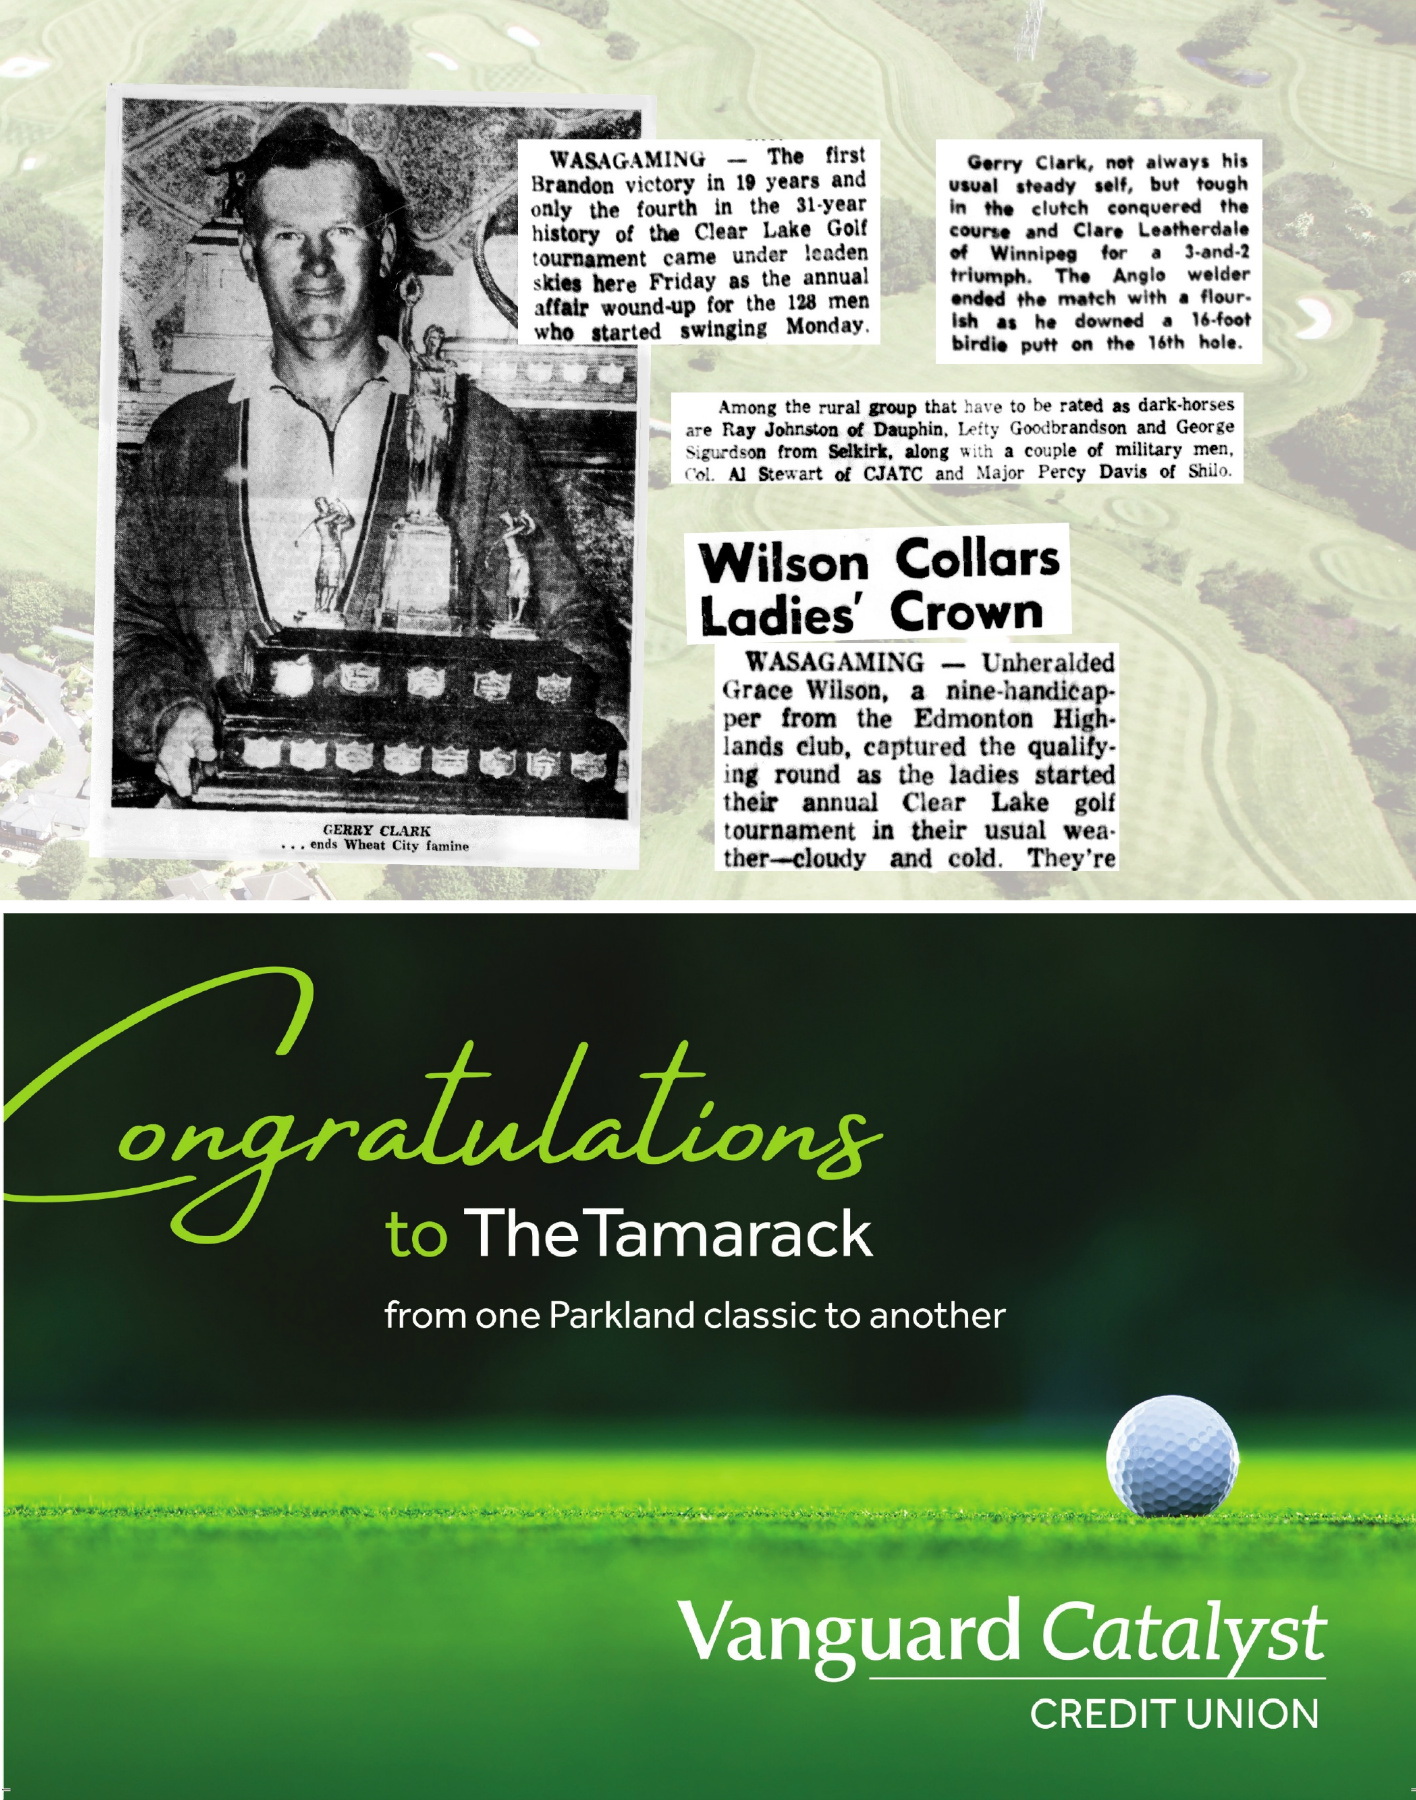 WASAGAMING — The first
Brandon victory in 19 years and
only the fourth in the 31-year
history of the Clear Lake Golf
tournament came under leaden
skies here Friday as the annual
affair wound-up for the 128 men
who started swinging Monday.
Gerry Clark, not always his
usual steady self, but tough
in the clutch conquered the
course and Clare Leatherdale
of Winnipeg for a 3-and-2
triumph. The Anglo welder
ended the match with a flour-
ish as he downed a 16-foot
birdie putt on the 16th hole.
Among the rural group that have to be rated as dark-horses
are Ray Johnston of Dauphin, Lefty Goodbrandson and George
Sigurdson from Selkirk, along with a couple of military men,
Col. Al Stewart of CJATC and Major Percy Davis of Shilo.
Wilson Collars
Ladies' Crown
WASAGAMING — Unheralded
Grace Wilson, a nine-handicap-
per from the Edmonton High-
lands club, captured the qualify-
ing round as the ladies started
their annual Clear Lake golf
tournament in their usual wea-
ther—cloudy and cold. They're
GERRY CLARK
. . . ends Wheat City famine
Congratulations
to The Tamarack
from one Parkland classic to another
Vanguard Catalyst
CREDIT UNION